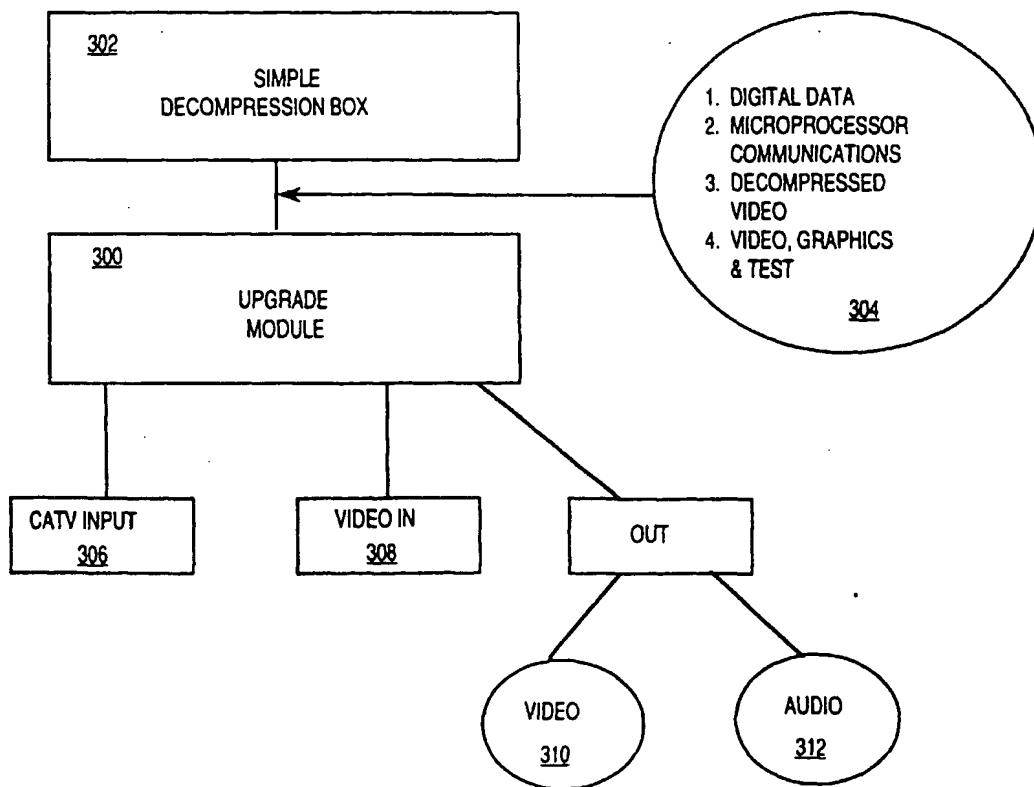 302
SIMPLE
DECOMPRESSION BOX
1. DIGITAL DATA
2. MICROPROCESSOR
COMMUNICATIONS
3. DECOMPRESSED
VIDEO
4. VIDEO, GRAPHICS
& TEST
304
300
UPGRADE
MODULE
CATV INPUT
306
VIDEO IN
308
OUT
VIDEO
310
AUDIO
312